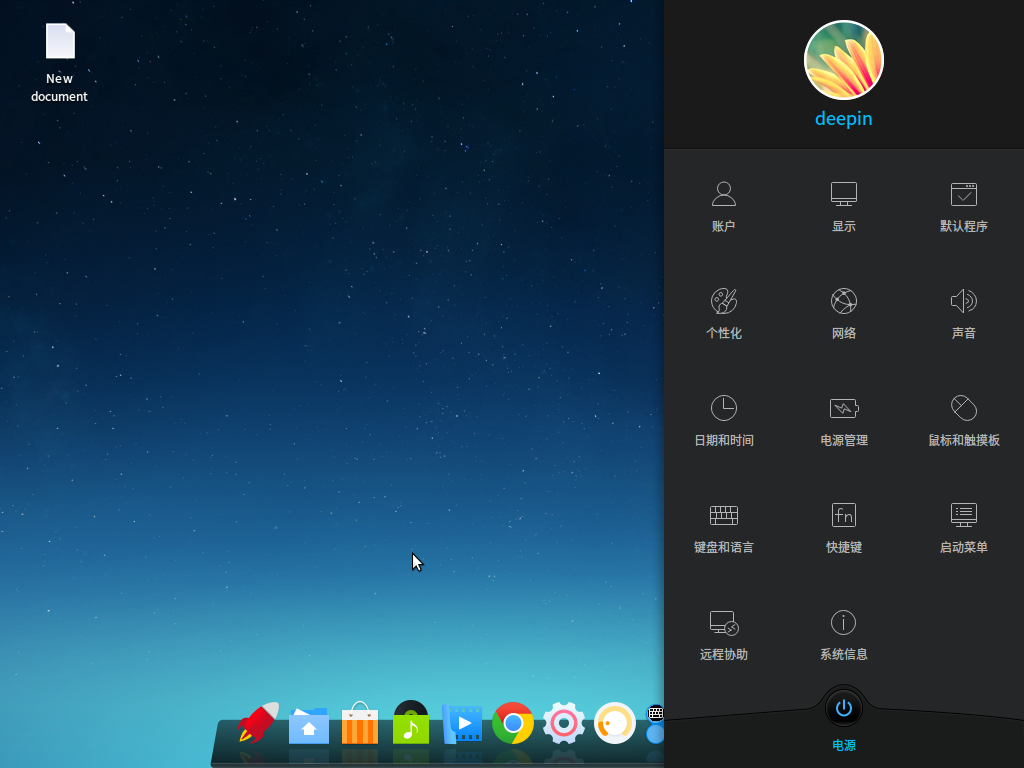 New
document
deepin
账户
显示
默认程序
个性化
网络
声音
日期和时间
电源管理
鼠标和触摸板
键盘和语言
fn
快捷键
启动菜单
远程协助
系统信息
电源